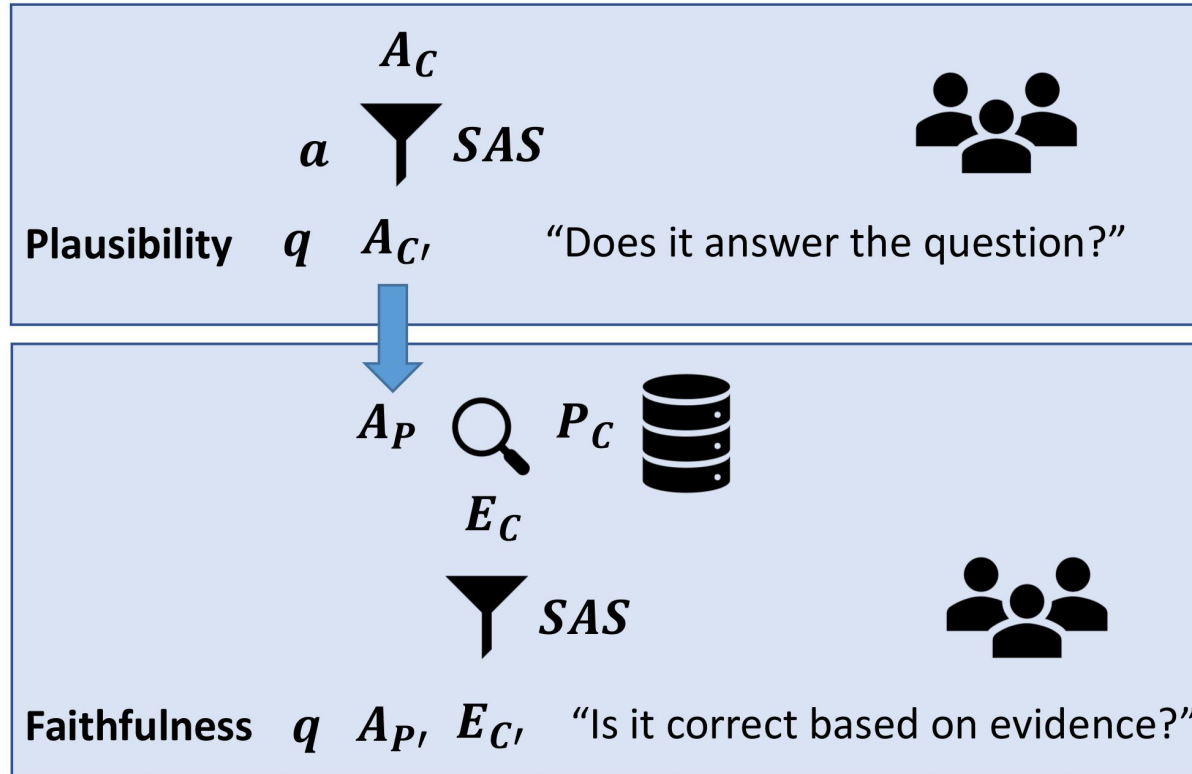 A_C
a SAS
Plausibility q A_C′ “Does it answer the question?”
A_P P_C
E_C
SAS
Faithfulness q A_P′ E_C′ “Is it correct based on evidence?”